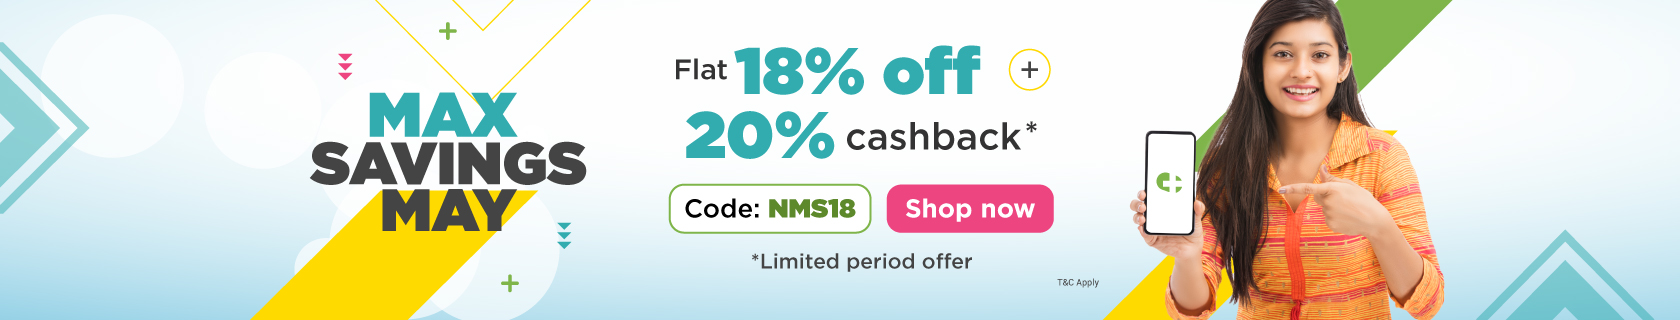 MAX
SAVINGS
MAY
Flat 18% off +
20% cashback*
Code: NMS18
Shop now
*Limited period offer
T&C Apply